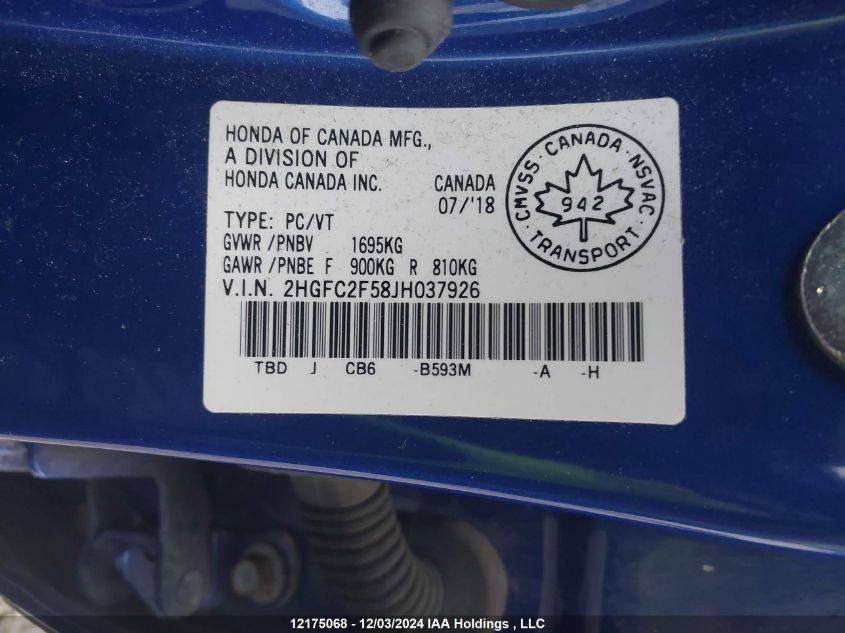 HONDA OF CANADA MFG.,
A DIVISION OF
HONDA CANADA INC.
CANADA
07/'18
TYPE: PC/VT
GVWR /PNBV 1695KG
GAWR /PNBE F 900KG R 810KG
V.I.N. 2HGFC2F58JH037926
TBD J CB6 -B593M -A -H
CMVSS · CANADA · NSVAC
942
· TRANSPORT ·
12175068 - 12/03/2024 IAA Holdings , LLC